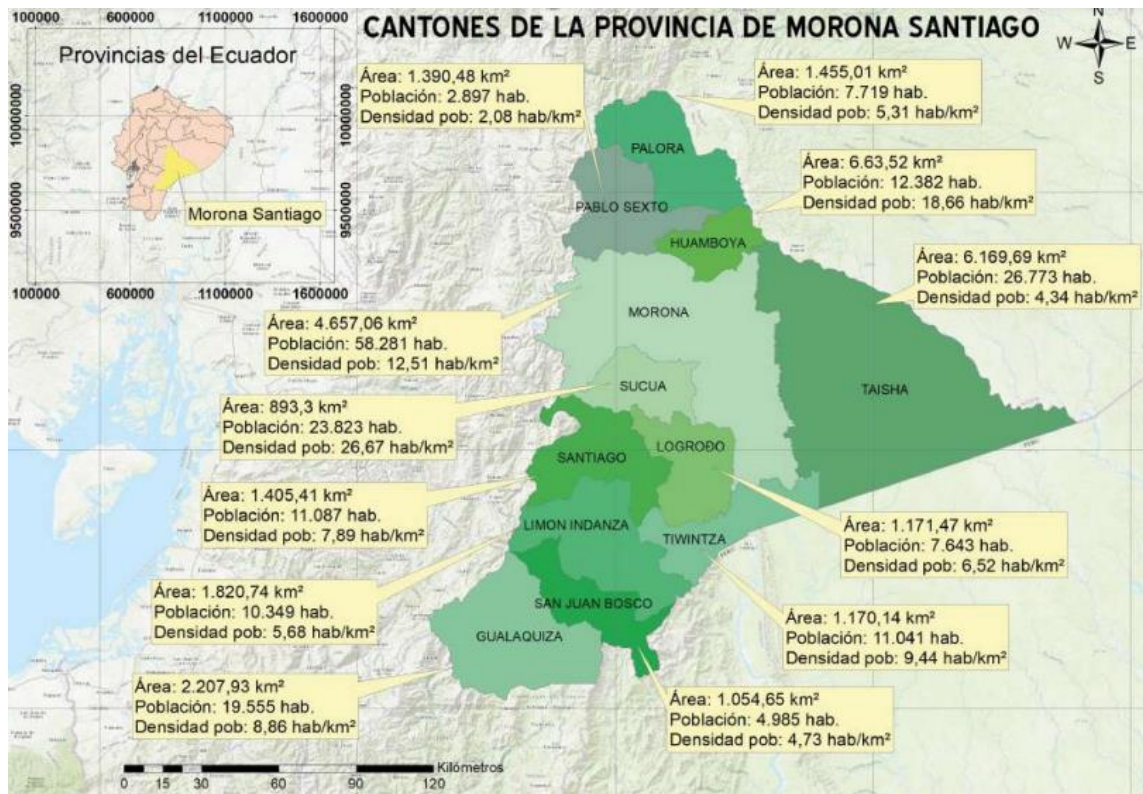 CANTONES DE LA PROVINCIA DE MORONA SANTIAGO
N
W E
S
100000 600000 1100000 1600000
Provincias del Ecuador
10000000
9500000
Morona Santiago
100000 600000 1100000 1600000
10000000
9500000
Área: 1.390,48 km²
Población: 2.897 hab.
Densidad pob: 2,08 hab/km²
Área: 1.455,01 km²
Población: 7.719 hab.
Densidad pob: 5,31 hab/km²
PALORA
Área: 6.63,52 km²
Población: 12.382 hab.
Densidad pob: 18,66 hab/km²
PABLO SEXTO
HUAMBOYA
Área: 6.169,69 km²
Población: 26.773 hab.
Densidad pob: 4,34 hab/km²
MORONA
Área: 4.657,06 km²
Población: 58.281 hab.
Densidad pob: 12,51 hab/km²
SUCUA
TAISHA
Área: 893,3 km²
Población: 23.823 hab.
Densidad pob: 26,67 hab/km²
LOGROÐO
SANTIAGO
Área: 1.405,41 km²
Población: 11.087 hab.
Densidad pob: 7,89 hab/km²
LIMON INDANZA
TIWINTZA
Área: 1.171,47 km²
Población: 7.643 hab.
Densidad pob: 6,52 hab/km²
Área: 1.820,74 km²
Población: 10.349 hab.
Densidad pob: 5,68 hab/km²
SAN JUAN BOSCO
GUALAQUIZA
Área: 1.170,14 km²
Población: 11.041 hab.
Densidad pob: 9,44 hab/km²
Área: 2.207,93 km²
Población: 19.555 hab.
Densidad pob: 8,86 hab/km²
Área: 1.054,65 km²
Población: 4.985 hab.
Densidad pob: 4,73 hab/km²
Kilómetros
0 15 30 60 90 120